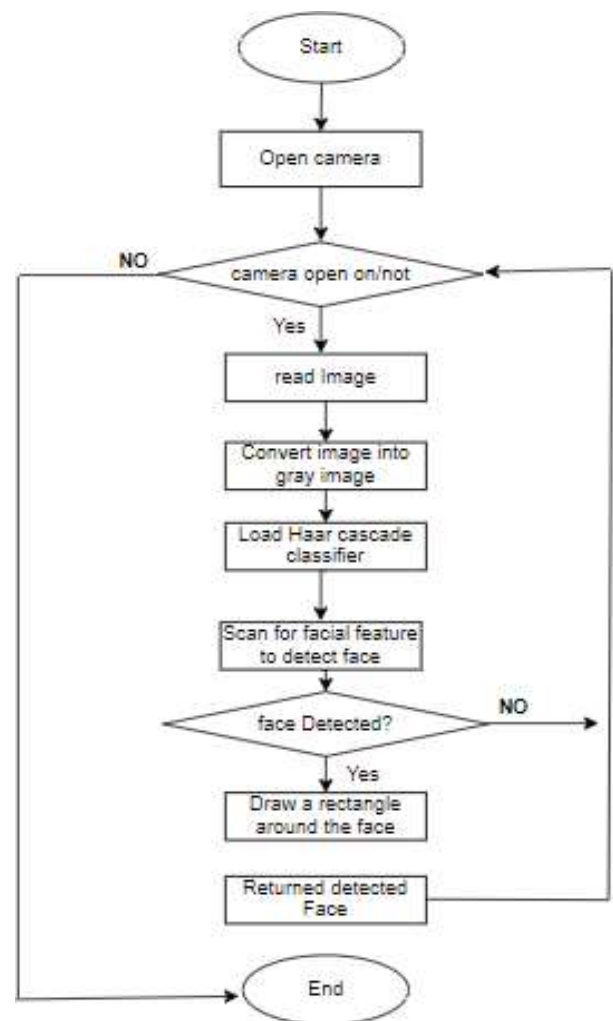 Start
Open camera
NO
camera open on/not
Yes
read Image
Convert image into
gray image
Load Haar cascade
classifier
Scan for facial feature
to detect face
face Detected?
NO
Yes
Draw a rectangle
around the face
Returned detected
Face
End